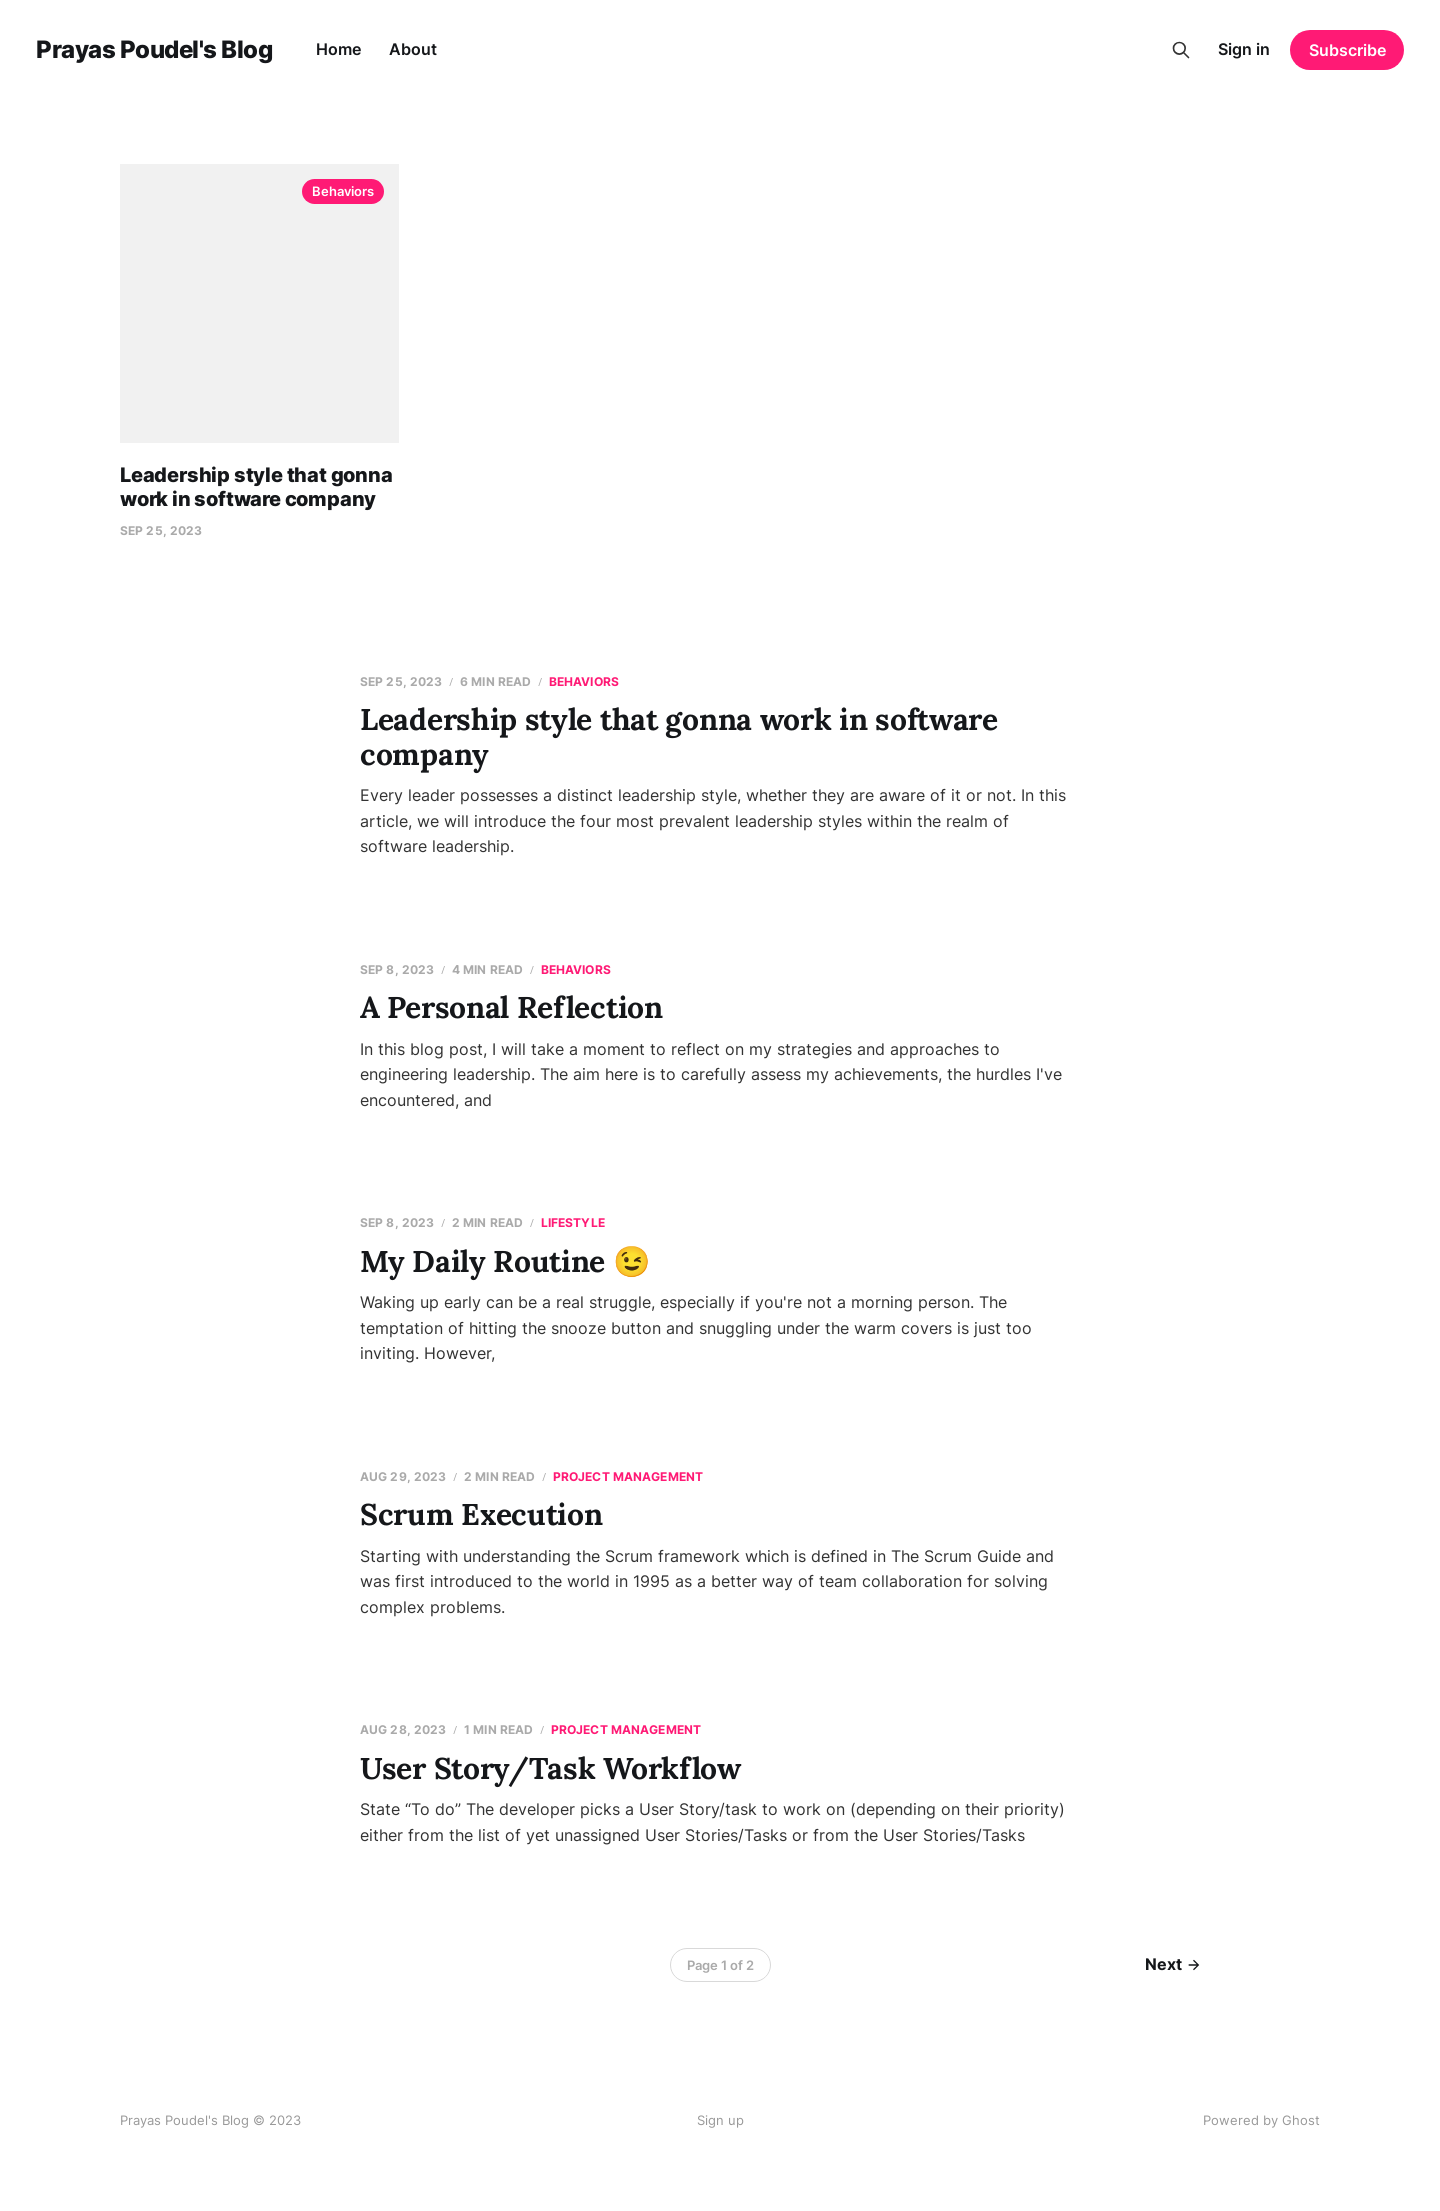 Prayas Poudel's Blog
Home
About
Sign in
Subscribe
Behaviors
Leadership style that gonna
work in software company
SEP 25, 2023
SEP 25, 2023 / 6 MIN READ / BEHAVIORS
Leadership style that gonna work in software
company
Every leader possesses a distinct leadership style, whether they are aware of it or not. In this
article, we will introduce the four most prevalent leadership styles within the realm of
software leadership.
SEP 8, 2023 / 4 MIN READ / BEHAVIORS
A Personal Reflection
In this blog post, I will take a moment to reflect on my strategies and approaches to
engineering leadership. The aim here is to carefully assess my achievements, the hurdles I've
encountered, and
SEP 8, 2023 / 2 MIN READ / LIFESTYLE
My Daily Routine 😉
Waking up early can be a real struggle, especially if you're not a morning person. The
temptation of hitting the snooze button and snuggling under the warm covers is just too
inviting. However,
AUG 29, 2023 / 2 MIN READ / PROJECT MANAGEMENT
Scrum Execution
Starting with understanding the Scrum framework which is defined in The Scrum Guide and
was first introduced to the world in 1995 as a better way of team collaboration for solving
complex problems.
AUG 28, 2023 / 1 MIN READ / PROJECT MANAGEMENT
User Story/Task Workflow
State “To do” The developer picks a User Story/task to work on (depending on their priority)
either from the list of yet unassigned User Stories/Tasks or from the User Stories/Tasks
Page 1 of 2
Next →
Prayas Poudel's Blog © 2023
Sign up
Powered by Ghost